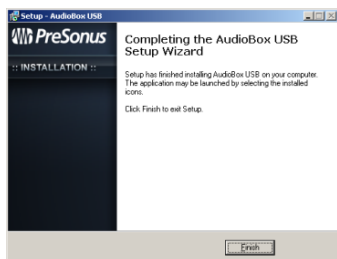 Setup - AudioBox USB
PreSonus
:: INSTALLATION ::
Completing the AudioBox USB
Setup Wizard
Setup has finished installing AudioBox USB on your computer.
The application may be launched by selecting the installed
icons.
Click Finish to exit Setup.
Finish